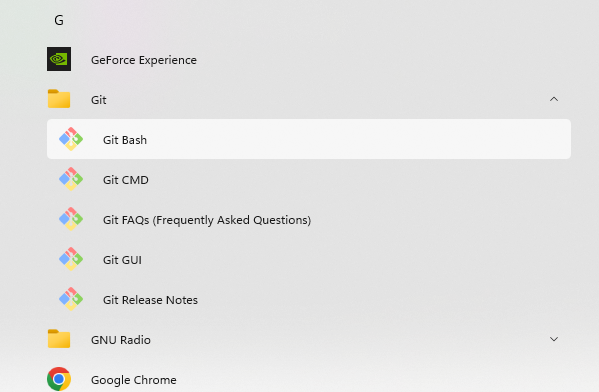 G
GeForce Experience
Git
Git Bash
Git CMD
Git FAQs (Frequently Asked Questions)
Git GUI
Git Release Notes
GNU Radio
Google Chrome